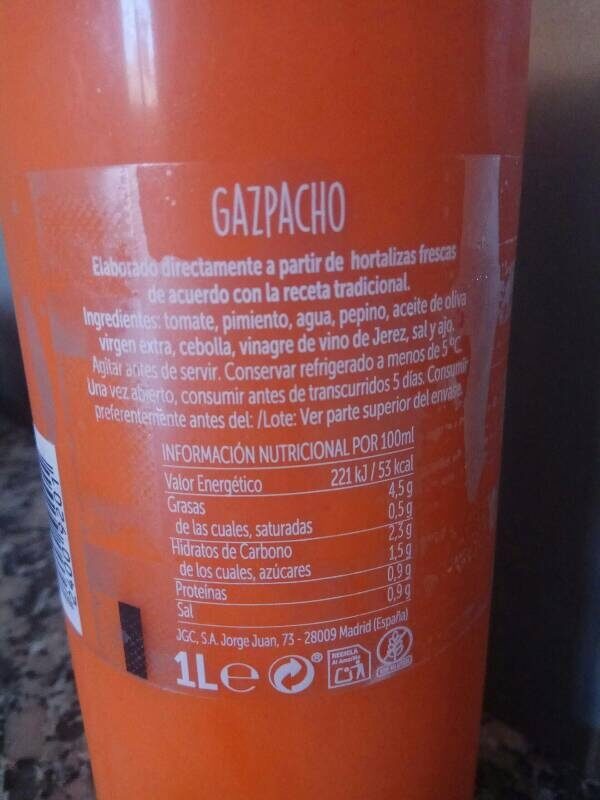 GAZPACHO
Elaborado directamente a partir de hortalizas frescas
de acuerdo con la receta tradicional.
Ingredientes: tomate, pimiento, agua, pepino, aceite de oliva
virgen extra, cebolla, vinagre de vino de Jerez, sal y ajo.
Agitar antes de servir. Conservar refrigerado a menos de 5 °C.
Una vez abierto, consumir antes de transcurridos 5 días. Consumir
preferentemente antes del: /Lote: Ver parte superior del envase.
INFORMACIÓN NUTRICIONAL POR 100ml
Valor Energético 221 kJ / 53 kcal
Grasas 4,5 g
de las cuales, saturadas 0,5 g
Hidratos de Carbono 2,3 g
de los cuales, azúcares 1,5 g
Proteínas 0,9 g
Sal 0,9 g
JGC, S.A. Jorge Juan, 73 - 28009 Madrid (España)
1L e ®
RECICLA
Al Amarillo